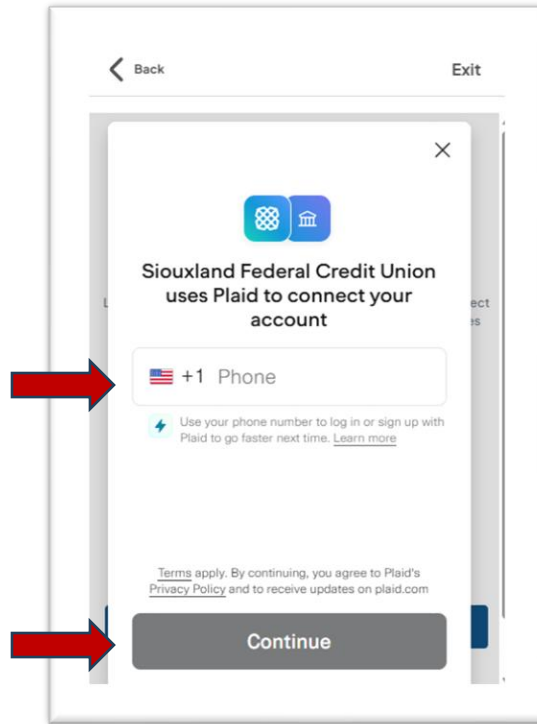 Back
Exit
Siouxland Federal Credit Union
uses Plaid to connect your
account
L
ect
es
+1 Phone
Use your phone number to log in or sign up with
Plaid to go faster next time. Learn more
Terms apply. By continuing, you agree to Plaid's
Privacy Policy and to receive updates on plaid.com
Continue